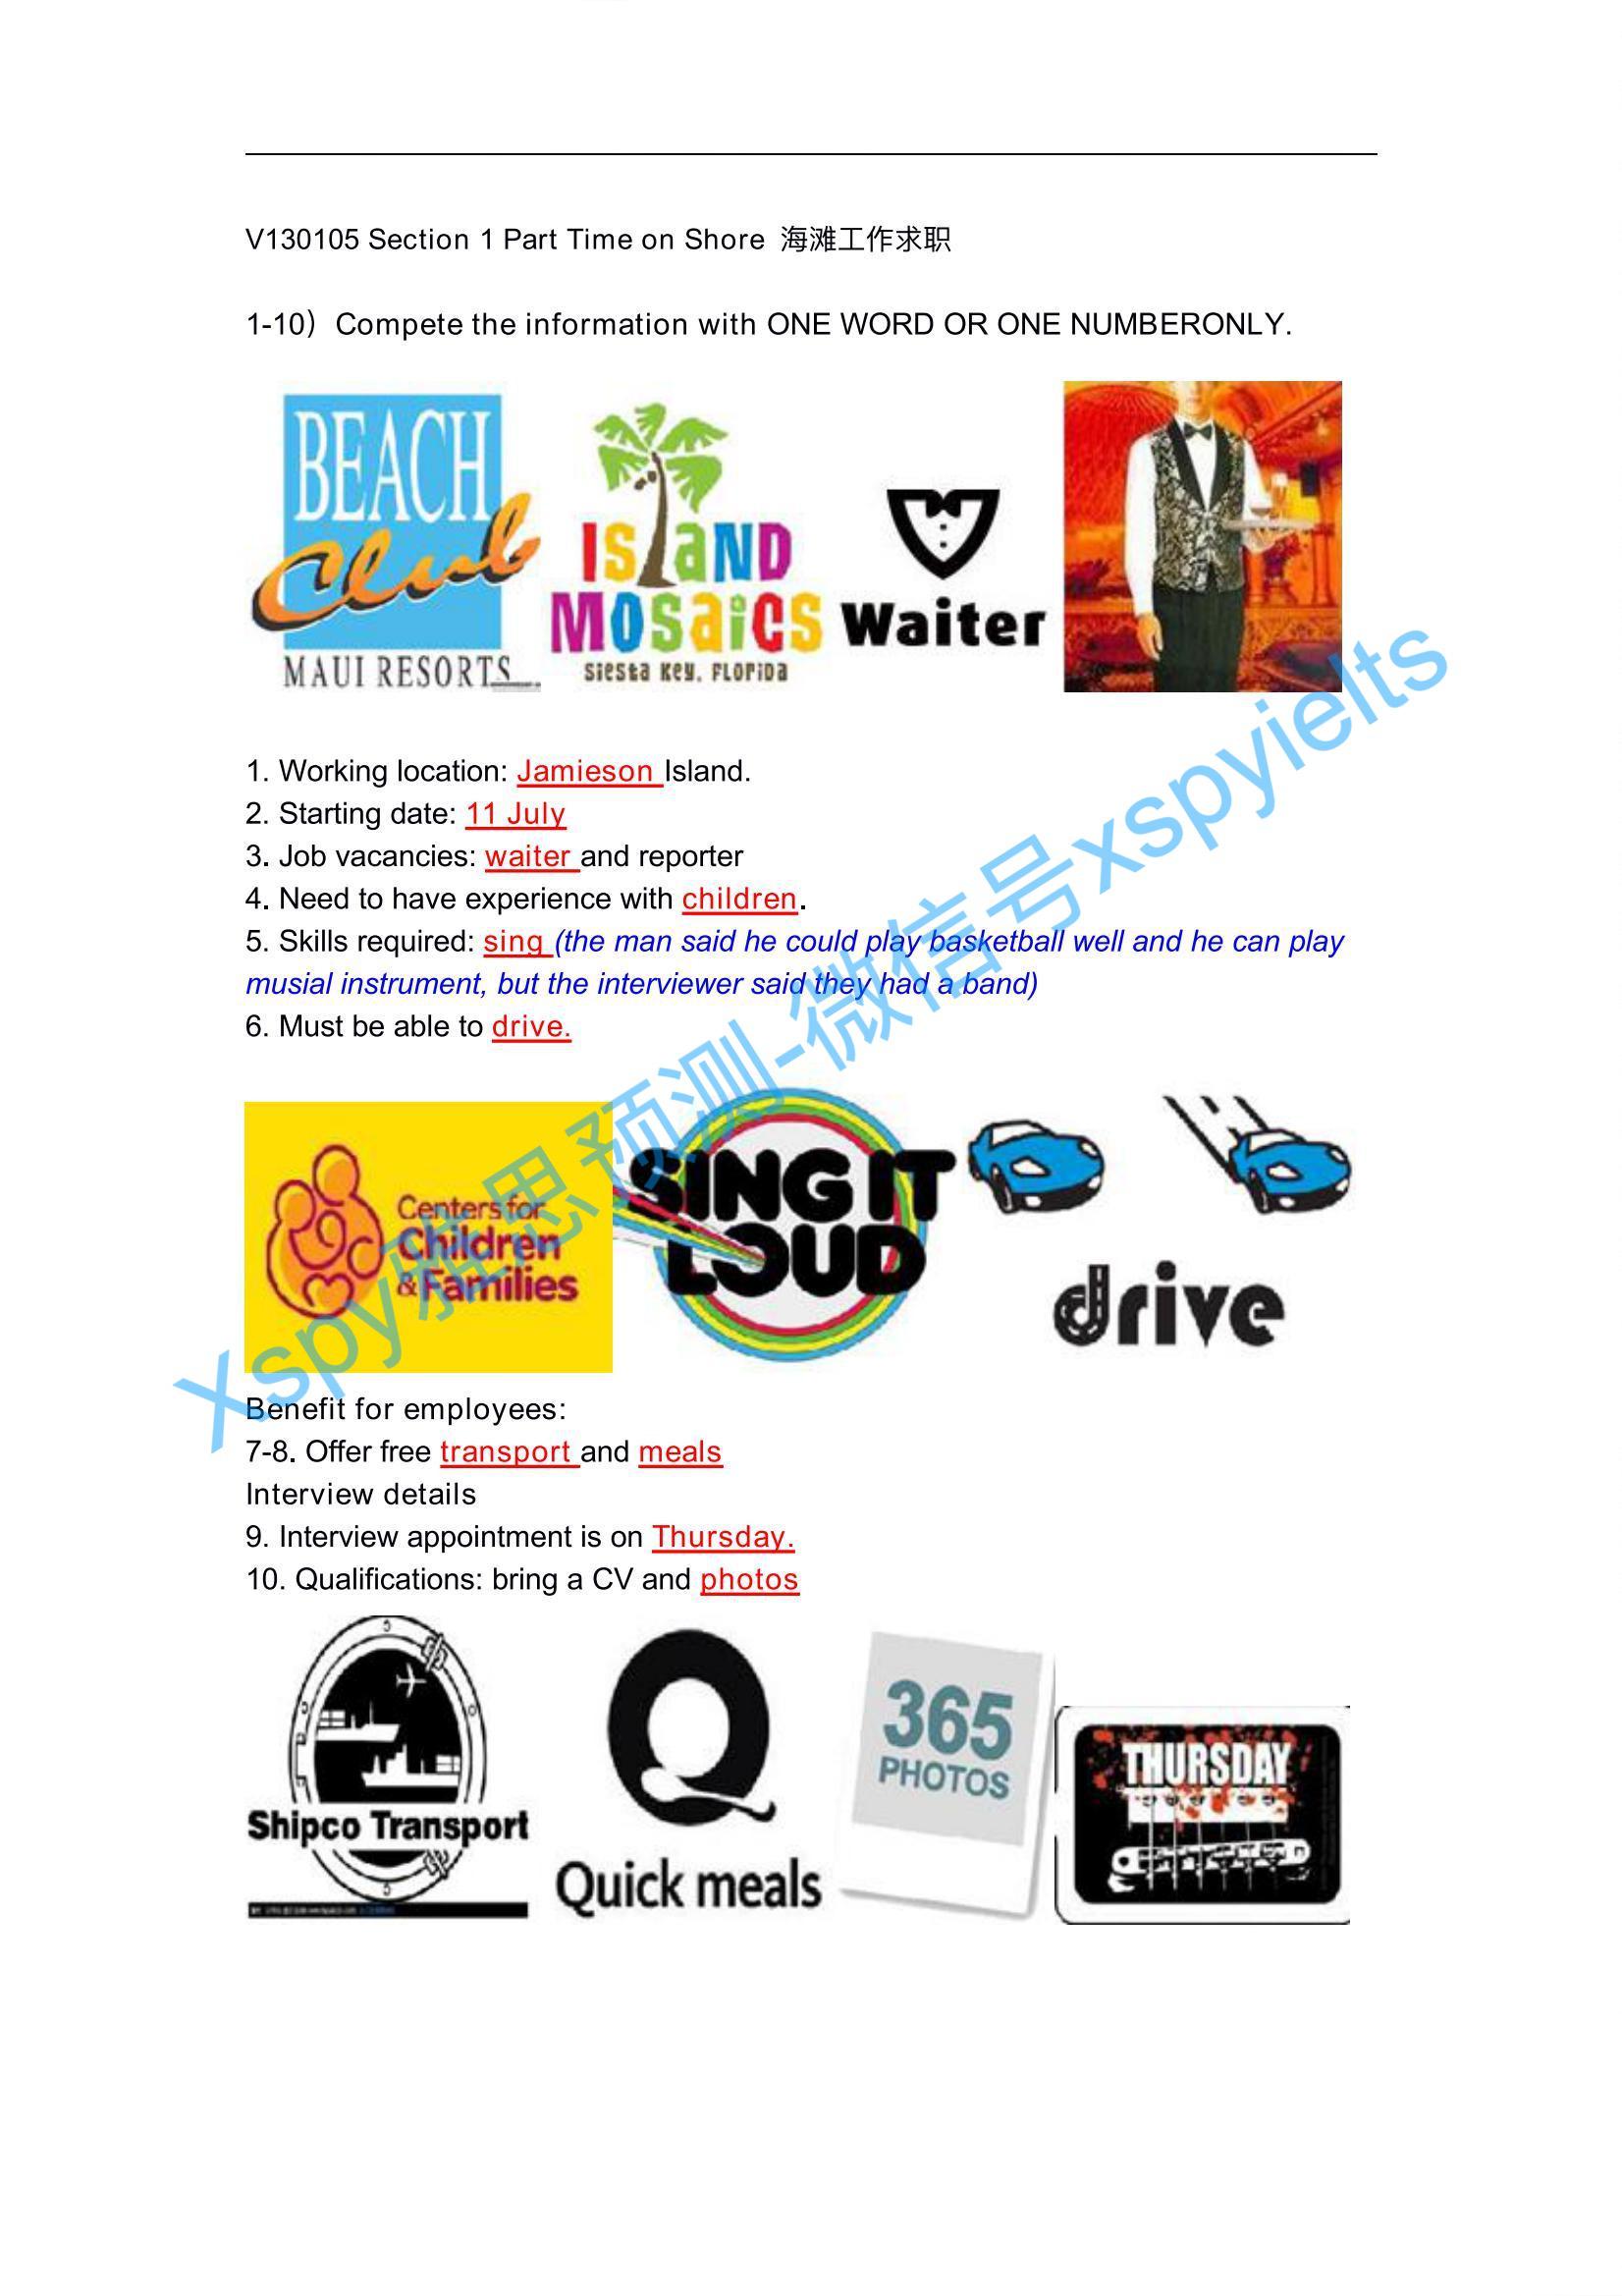 V130105 Section 1 Part Time on Shore 海滩工作求职
1-10）Compete the information with ONE WORD OR ONE NUMBERONLY.
BEACH
Club
MAUI RESORTS
ISLAND
MOSAICS
SIESTA KEY, FLORIDA
Waiter
1. Working location: Jamieson Island.
2. Starting date: 11 July
3. Job vacancies: waiter and reporter
4. Need to have experience with children.
5. Skills required: sing (the man said he could play basketball well and he can play
musial instrument, but the interviewer said they had a band)
6. Must be able to drive.
Centers for
Children
& Families
SING IT
LOUD
drive
Benefit for employees:
7-8. Offer free transport and meals
Interview details
9. Interview appointment is on Thursday.
10. Qualifications: bring a CV and photos
Shipco Transport
Quick meals
365
PHOTOS
THURSDAY
xspy雅思预测-微信号xspyielts